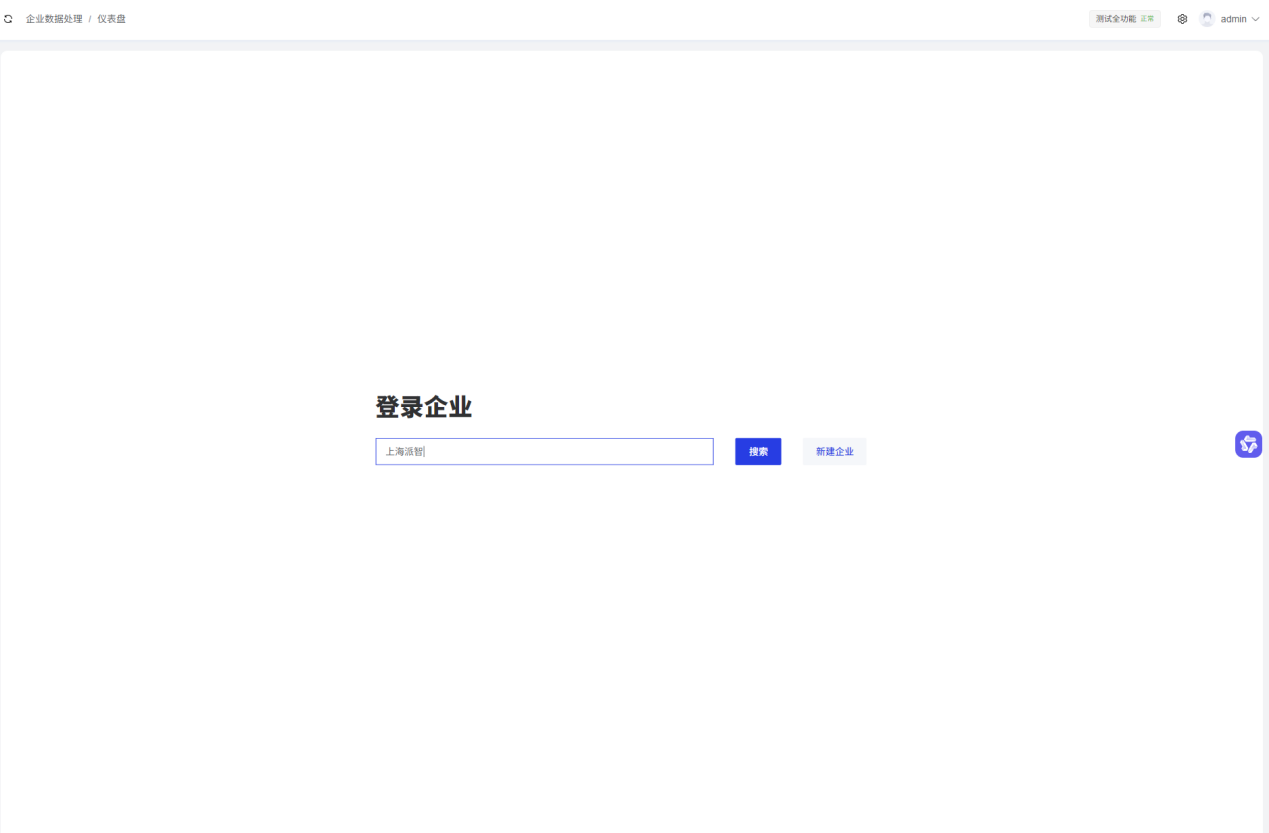 企业数据处理 / 仪表盘
测试全功能 正常 admin
登录企业
上海派智 搜索 新建企业